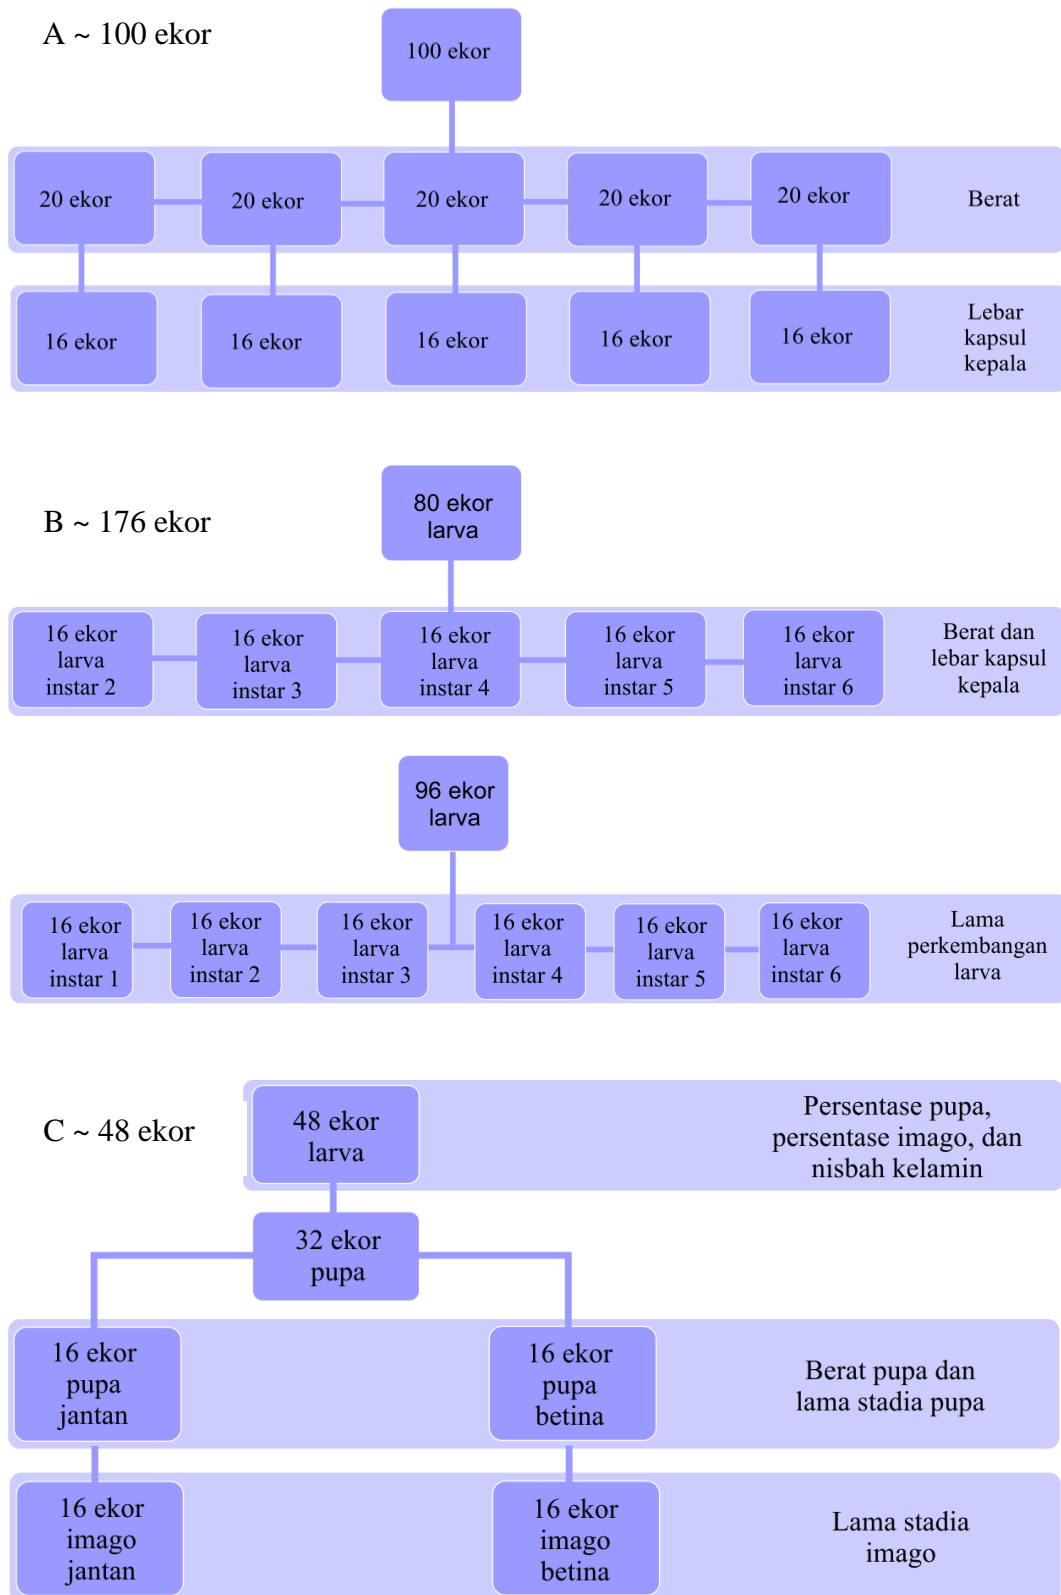 A ~ 100 ekor
100 ekor
20 ekor
20 ekor
20 ekor
20 ekor
20 ekor
Berat
16 ekor
16 ekor
16 ekor
16 ekor
16 ekor
Lebar
kapsul
kepala
B ~ 176 ekor
80 ekor
larva
16 ekor
larva
instar 2
16 ekor
larva
instar 3
16 ekor
larva
instar 4
16 ekor
larva
instar 5
16 ekor
larva
instar 6
Berat dan
lebar kapsul
kepala
96 ekor
larva
16 ekor
larva
instar 1
16 ekor
larva
instar 2
16 ekor
larva
instar 3
16 ekor
larva
instar 4
16 ekor
larva
instar 5
16 ekor
larva
instar 6
Lama
perkembangan
larva
C ~ 48 ekor
48 ekor
larva
Persentase pupa,
persentase imago, dan
nisbah kelamin
32 ekor
pupa
16 ekor
pupa
jantan
16 ekor
pupa
betina
Berat pupa dan
lama stadia pupa
16 ekor
imago
jantan
16 ekor
imago
betina
Lama stadia
imago